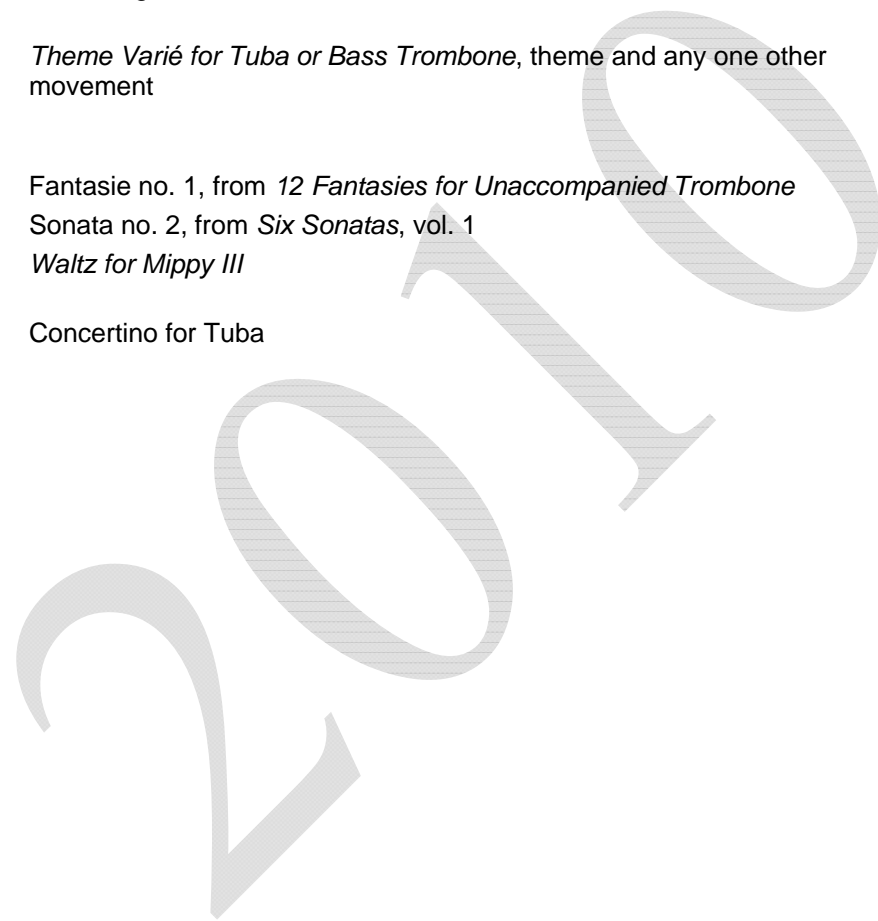 Theme Varié for Tuba or Bass Trombone, theme and any one other
movement
Fantasie no. 1, from 12 Fantasies for Unaccompanied Trombone
Sonata no. 2, from Six Sonatas, vol. 1
Waltz for Mippy III
Concertino for Tuba
2010